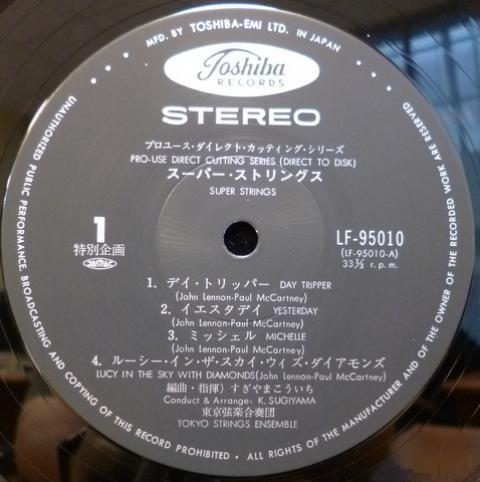 MFD. BY TOSHIBA-EMI LTD. IN JAPAN
Toshiba
RECORDS
STEREO
プロユース・ダイレクト・カッティング・シリーズ
PRO-USE DIRECT CUTTING SERIES (DIRECT TO DISK)
スーパー・ストリングス
SUPER STRINGS
1
特別企画
LF-95010
(LF-95010-A)
33⅓ r.p.m.
1. デイ・トリッパー DAY TRIPPER
(John Lennon-Paul McCartney)
2. イエスタデイ YESTERDAY
(John Lennon-Paul McCartney)
3. ミッシェル MICHELLE
(John Lennon-Paul McCartney)
4. ルーシー・イン・ザ・スカイ・ウィズ・ダイアモンズ
LUCY IN THE SKY WITH DIAMONDS(John Lennon-Paul McCartney)
編曲・指揮) すぎやまこういち
Conduct & Arrange : K. SUGIYAMA
東京弦楽合奏団
TOKYO STRINGS ENSEMBLE
UNAUTHORIZED PUBLIC PERFORMANCE, BROADCASTING AND COPYING OF THIS RECORD PROHIBITED • ALL RIGHTS OF THE MANUFACTURER AND OF THE OWNER OF THE RECORDED WORK ARE RESERVED